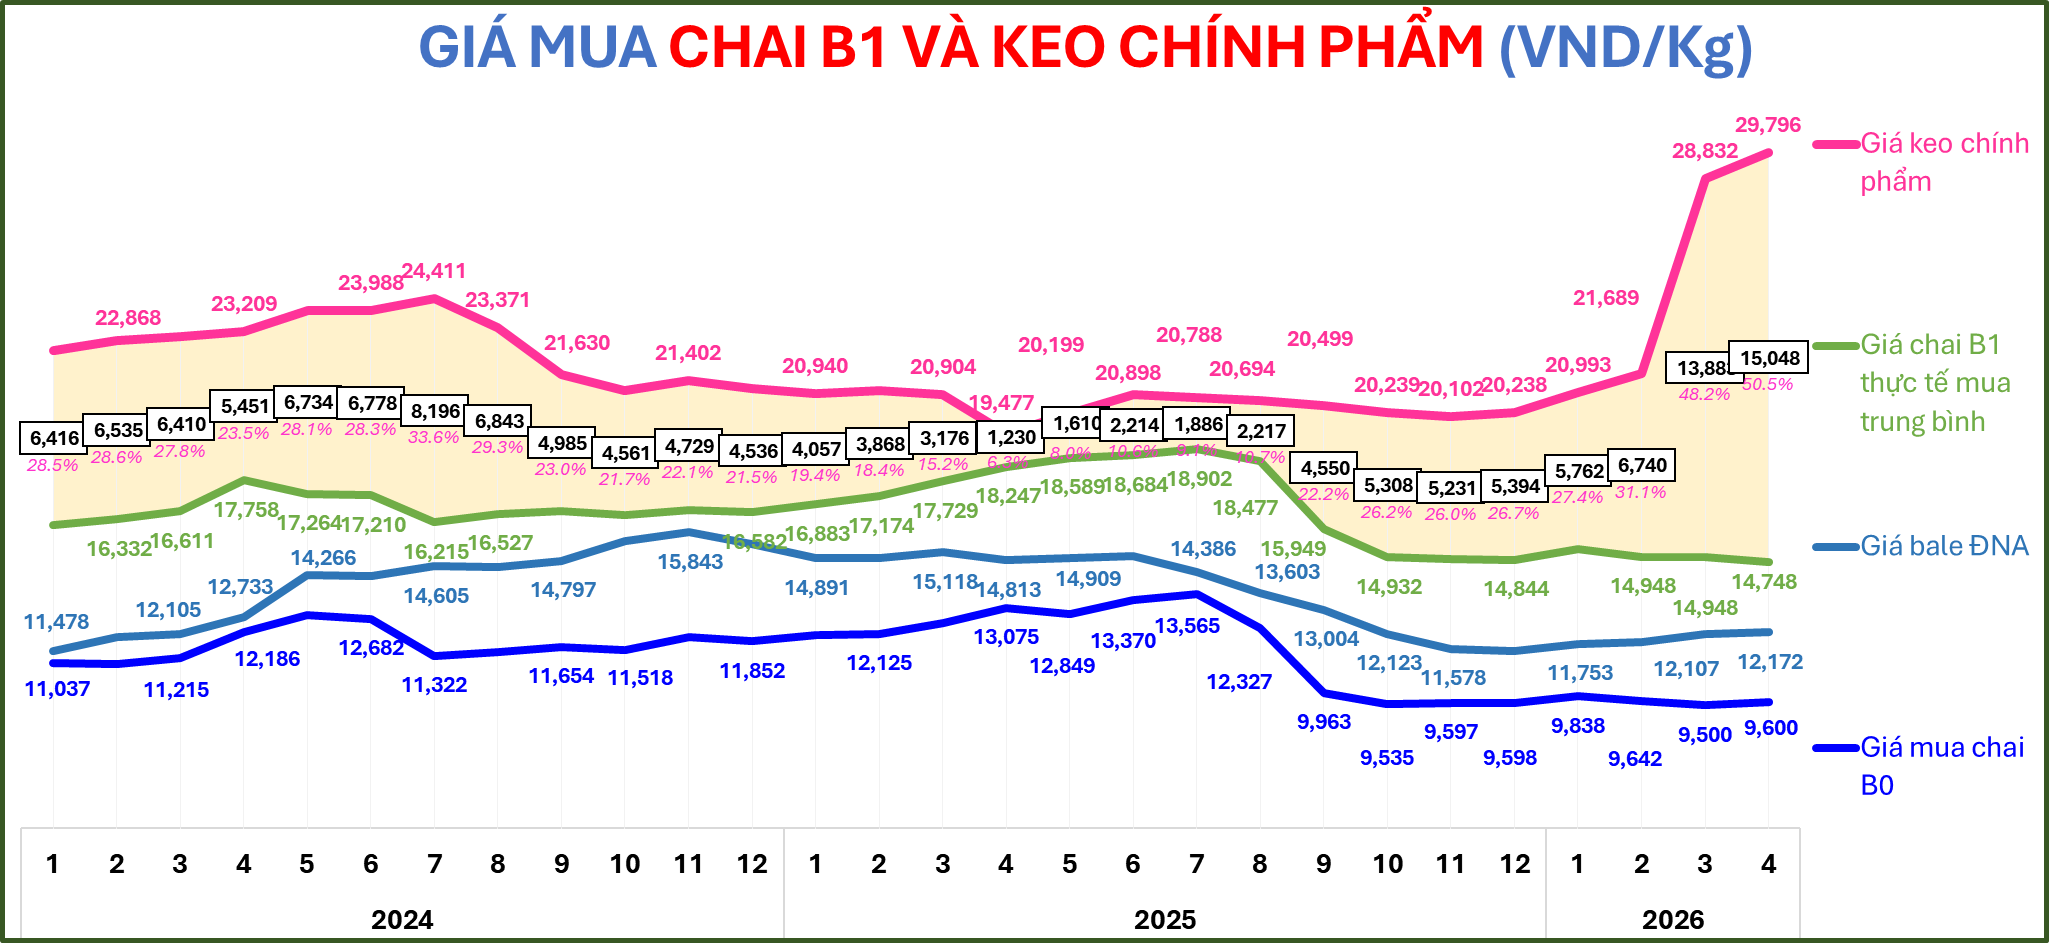 GIÁ MUA CHAI B1 VÀ KEO CHÍNH PHẨM (VND/Kg)
22,868 23,209 23,988 24,411 23,371 21,630 21,402 20,940 20,904 19,477 20,199 20,898 20,788 20,694 20,499 20,239 20,102 20,238 20,993 21,689 28,832 29,796
6,416 6,535 6,410 5,451 6,734 6,778 8,196 6,843 4,985 4,561 4,729 4,536 4,057 3,868 3,176 1,230 1,610 2,214 1,886 2,217 4,550 5,308 5,231 5,394 5,762 6,740 13,883 15,048
28.5% 28.6% 27.8% 23.5% 28.1% 28.3% 33.6% 29.3% 23.0% 21.7% 22.1% 21.5% 19.4% 18.4% 15.2% 6.3% 8.0% 10.6% 9.1% 10.7% 22.2% 26.2% 26.0% 26.7% 27.4% 31.1% 48.2% 50.5%
16,332 16,611 17,758 17,264 17,210 16,215 16,527 16,582 16,883 17,174 17,729 18,247 18,589 18,684 18,902 18,477 15,949 14,932 14,844 14,948 14,948 14,748
11,478 12,105 12,733 14,266 14,605 14,797 15,843 14,891 15,118 14,813 14,909 14,386 13,603 13,004 12,123 11,578 11,753 12,107 12,172
11,037 11,215 12,186 12,682 11,322 11,654 11,518 11,852 12,125 13,075 12,849 13,370 13,565 12,327 9,963 9,535 9,597 9,598 9,838 9,642 9,500 9,600
Giá keo chính
phẩm
Giá chai B1
thực tế mua
trung bình
Giá bale ĐNA
Giá mua chai
B0
1 2 3 4 5 6 7 8 9 10 11 12 1 2 3 4 5 6 7 8 9 10 11 12 1 2 3 4
2024 2025 2026